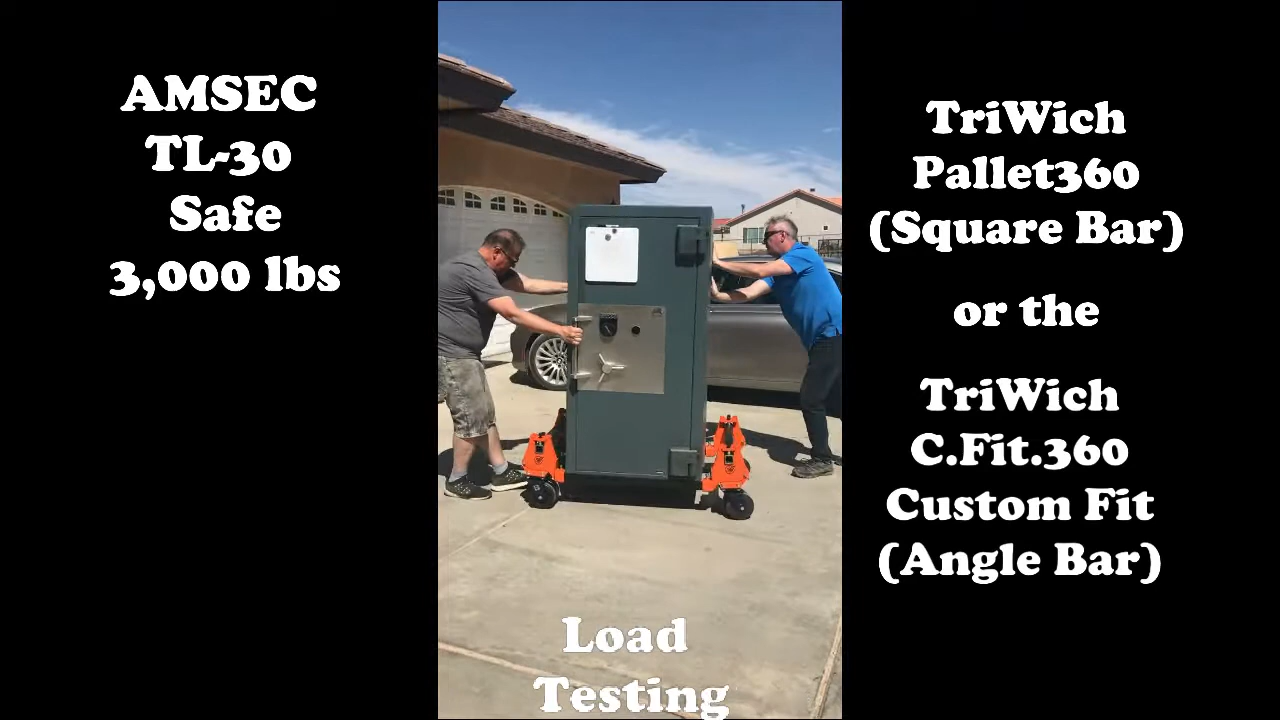 AMSEC
TL-30
Safe
3,000 lbs
TriWich
Pallet360
(Square Bar)
or the
TriWich
C.Fit.360
Custom Fit
(Angle Bar)
Load
Testing